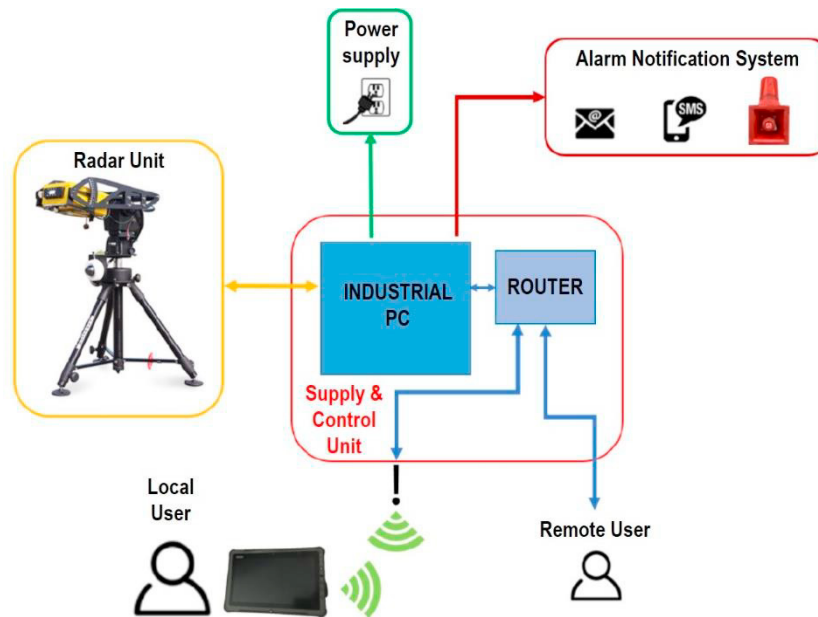 Power
supply
Alarm Notification System
@
SMS
Radar Unit
INDUSTRIAL
PC
ROUTER
Supply &
Control
Unit
Local
User
Remote User